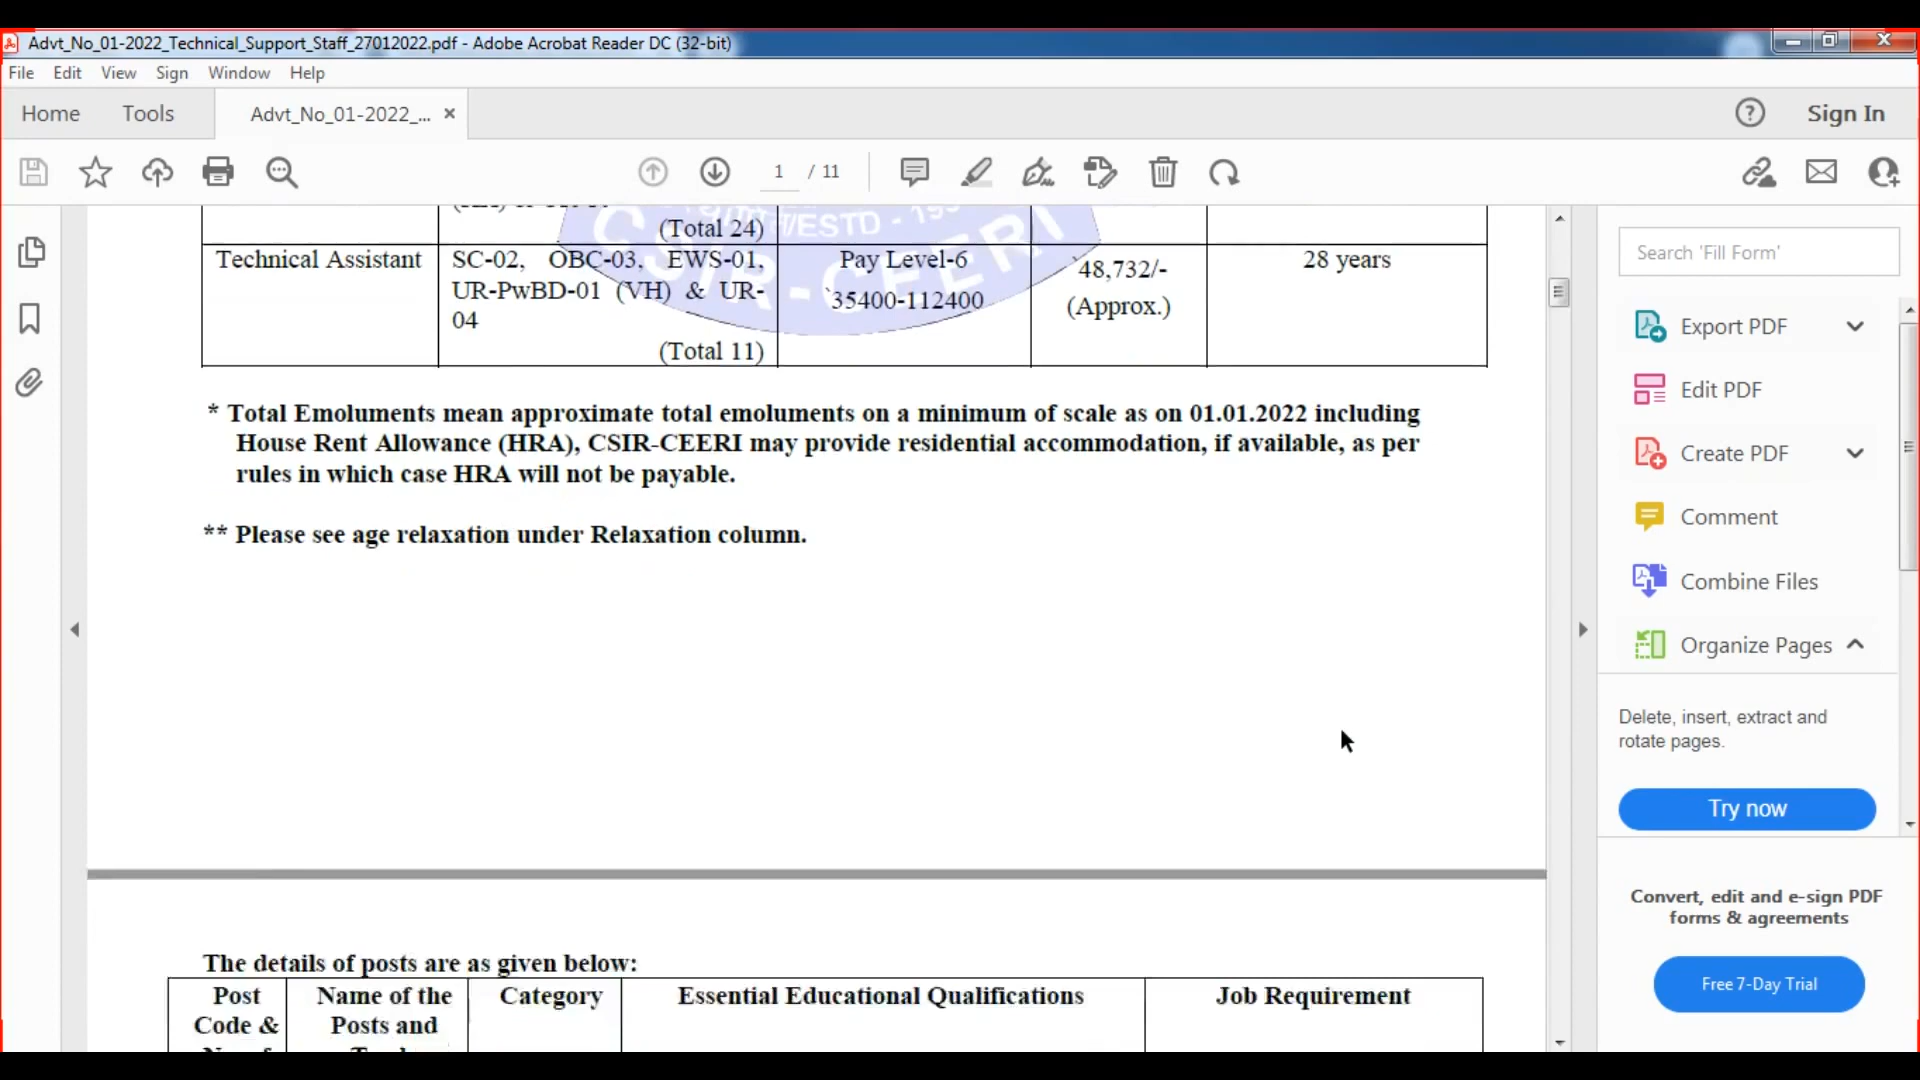 Advt_No_01-2022_Technical_Support_Staff_27012022.pdf - Adobe Acrobat Reader DC (32-bit)
File Edit View Sign Window Help
Home Tools Advt_No_01-2022_... × Sign In
1 / 11
(Total 24)
ESTD - 19
CSIR-CEERI
Technical Assistant SC-02, OBC-03, EWS-01, Pay Level-6 `48,732/- 28 years
UR-PwBD-01 (VH) & UR- `35400-112400 (Approx.)
04
(Total 11)
* Total Emoluments mean approximate total emoluments on a minimum of scale as on 01.01.2022 including
House Rent Allowance (HRA), CSIR-CEERI may provide residential accommodation, if available, as per
rules in which case HRA will not be payable.
** Please see age relaxation under Relaxation column.
The details of posts are as given below:
Post Name of the Category Essential Educational Qualifications Job Requirement
Code & Posts and
Search 'Fill Form'
Export PDF
Edit PDF
Create PDF
Comment
Combine Files
Organize Pages
Delete, insert, extract and
rotate pages.
Try now
Convert, edit and e-sign PDF
forms & agreements
Free 7-Day Trial